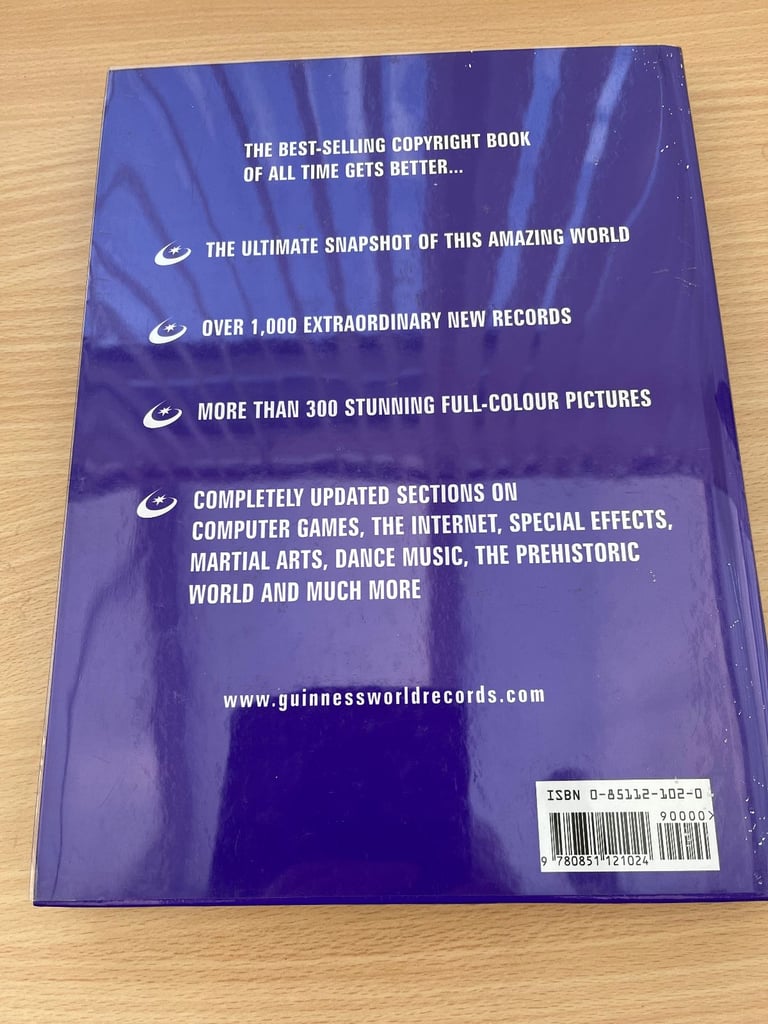 THE BEST-SELLING COPYRIGHT BOOK
OF ALL TIME GETS BETTER...
THE ULTIMATE SNAPSHOT OF THIS AMAZING WORLD
OVER 1,000 EXTRAORDINARY NEW RECORDS
MORE THAN 300 STUNNING FULL-COLOUR PICTURES
COMPLETELY UPDATED SECTIONS ON
COMPUTER GAMES, THE INTERNET, SPECIAL EFFECTS,
MARTIAL ARTS, DANCE MUSIC, THE PREHISTORIC
WORLD AND MUCH MORE
www.guinnessworldrecords.com
ISBN 0-85112-102-0
90000>
9 780851 121024